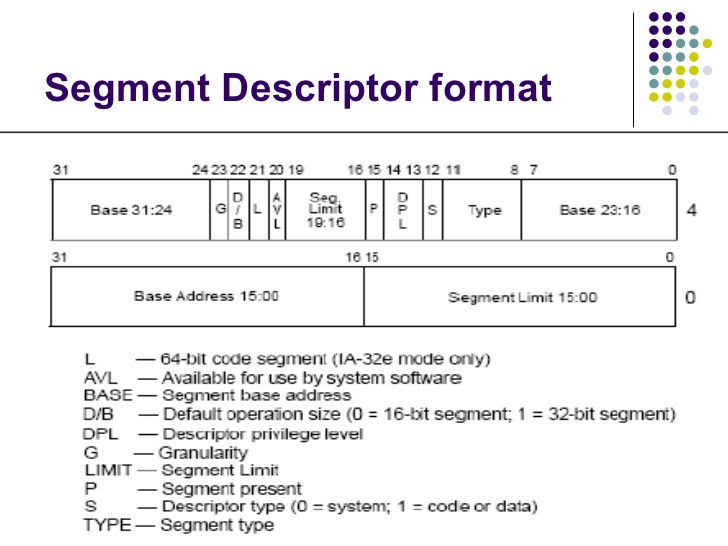 Segment Descriptor format
31 24 23 22 21 20 19 16 15 14 13 12 11 8 7 0
Base 31:24 G D/B L AVL Seg. Limit 19:16 P DPL S Type Base 23:16 4
31 16 15 0
Base Address 15:00 Segment Limit 15:00 0
L — 64-bit code segment (IA-32e mode only)
AVL — Available for use by system software
BASE — Segment base address
D/B — Default operation size (0 = 16-bit segment; 1 = 32-bit segment)
DPL — Descriptor privilege level
G — Granularity
LIMIT — Segment Limit
P — Segment present
S — Descriptor type (0 = system; 1 = code or data)
TYPE — Segment type